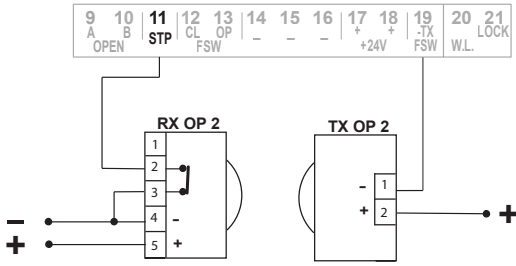 9 10 11 12 13 14 15 16 17 18 19 20 21
A B STP CL OP _ _ _ + + -TX LOCK
OPEN FSW +24V FSW W.L.
RX OP 2 TX OP 2
1
2
3
- 4 -
+ 5 +
- 1
+ 2 +